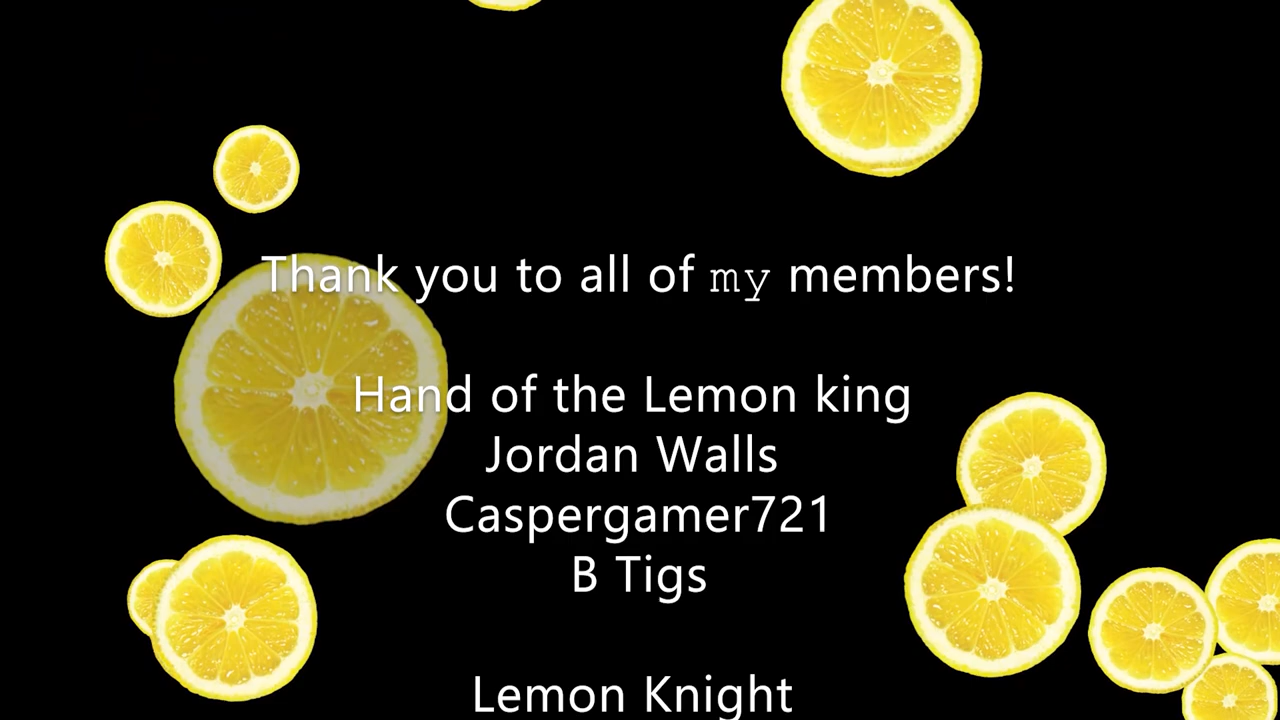 Thank you to all of my members!
Hand of the Lemon king
Jordan Walls
Caspergamer721
B Tigs
Lemon Knight